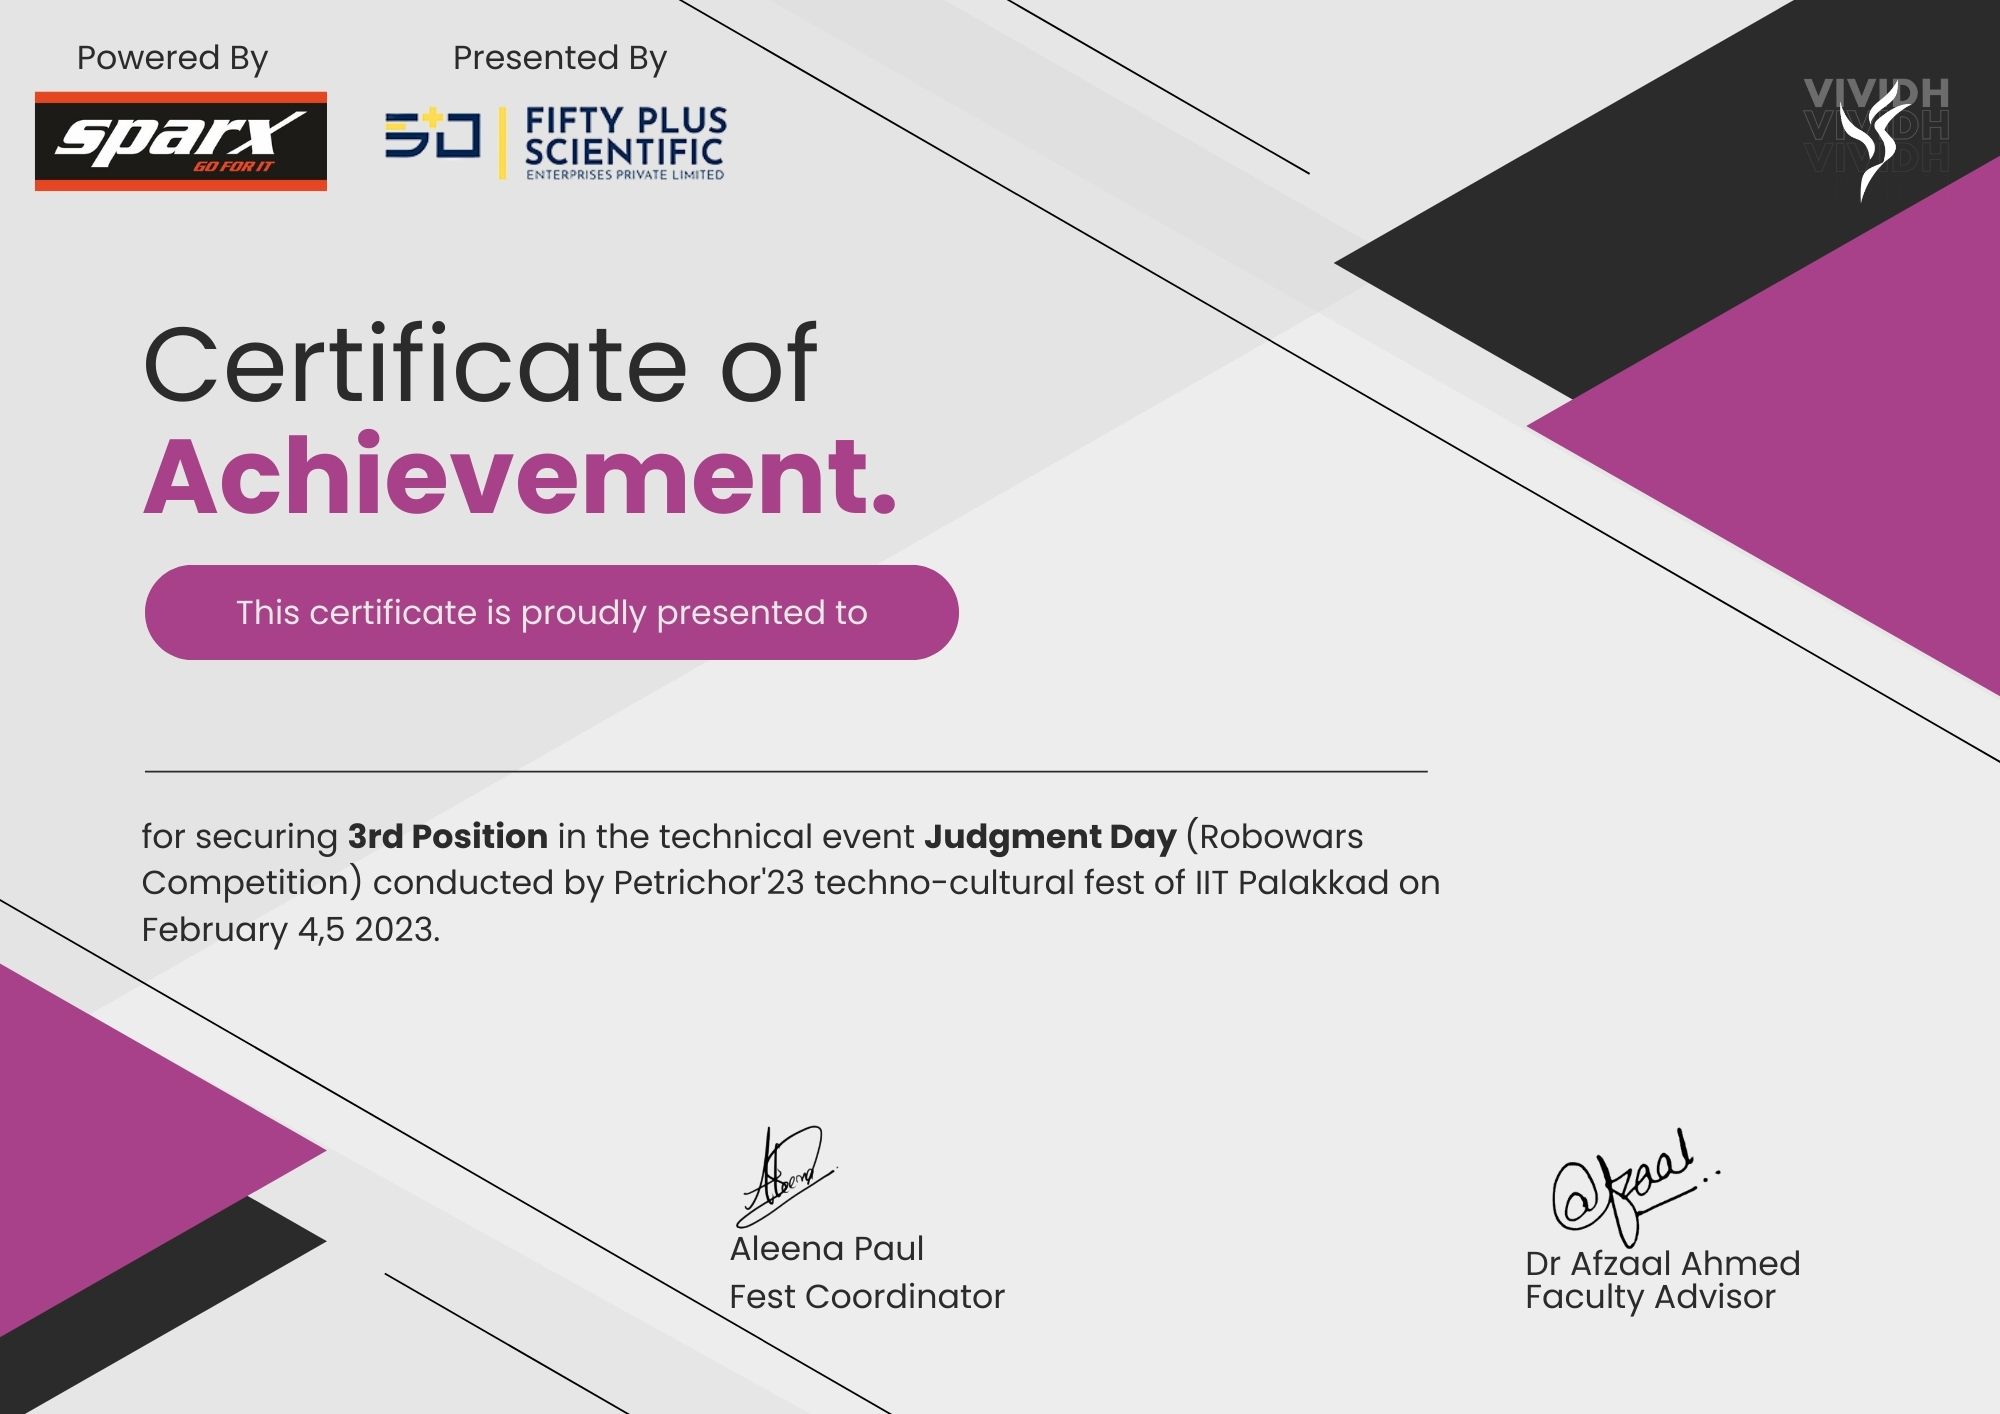 Powered By
Presented By
sparx
GO FOR IT
FIFTY PLUS
SCIENTIFIC
ENTERPRISES PRIVATE LIMITED
VIVIDH
VIVIDH
VIVIDH
Certificate of
Achievement.
This certificate is proudly presented to
for securing 3rd Position in the technical event Judgment Day (Robowars
Competition) conducted by Petrichor'23 techno-cultural fest of IIT Palakkad on
February 4,5 2023.
Aleena
Afzaal
Aleena Paul
Fest Coordinator
Dr Afzaal Ahmed
Faculty Advisor